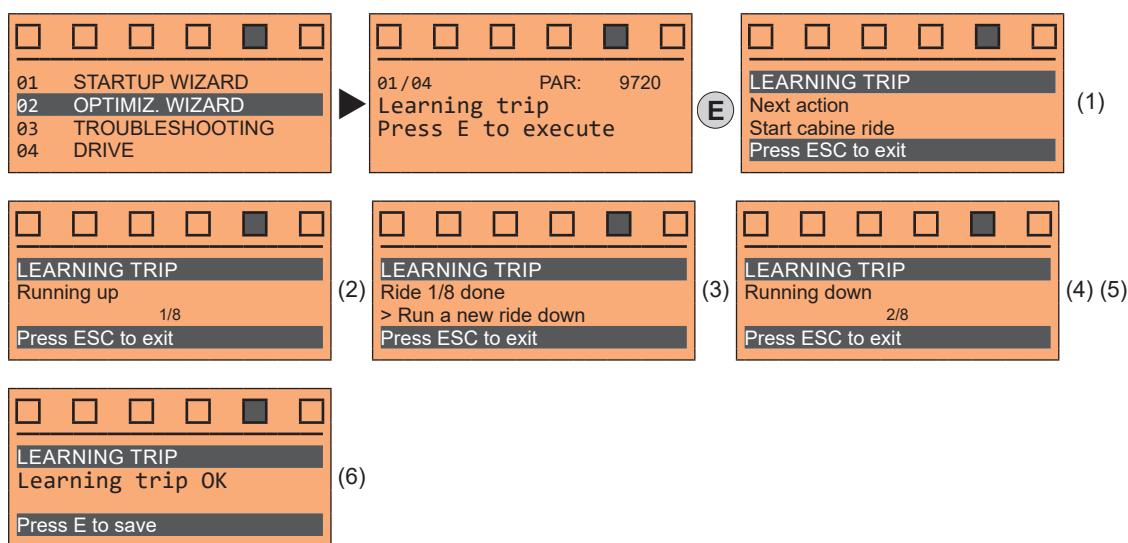 01 STARTUP WIZARD
02 OPTIMIZ. WIZARD
03 TROUBLESHOOTING
04 DRIVE
01/04 PAR: 9720
Learning trip
Press E to execute
E
LEARNING TRIP
Next action
Start cabine ride
Press ESC to exit
(1)
LEARNING TRIP
Running up
1/8
Press ESC to exit
(2)
LEARNING TRIP
Ride 1/8 done
> Run a new ride down
Press ESC to exit
(3)
LEARNING TRIP
Running down
2/8
Press ESC to exit
(4) (5)
LEARNING TRIP
Learning trip OK
Press E to save
(6)